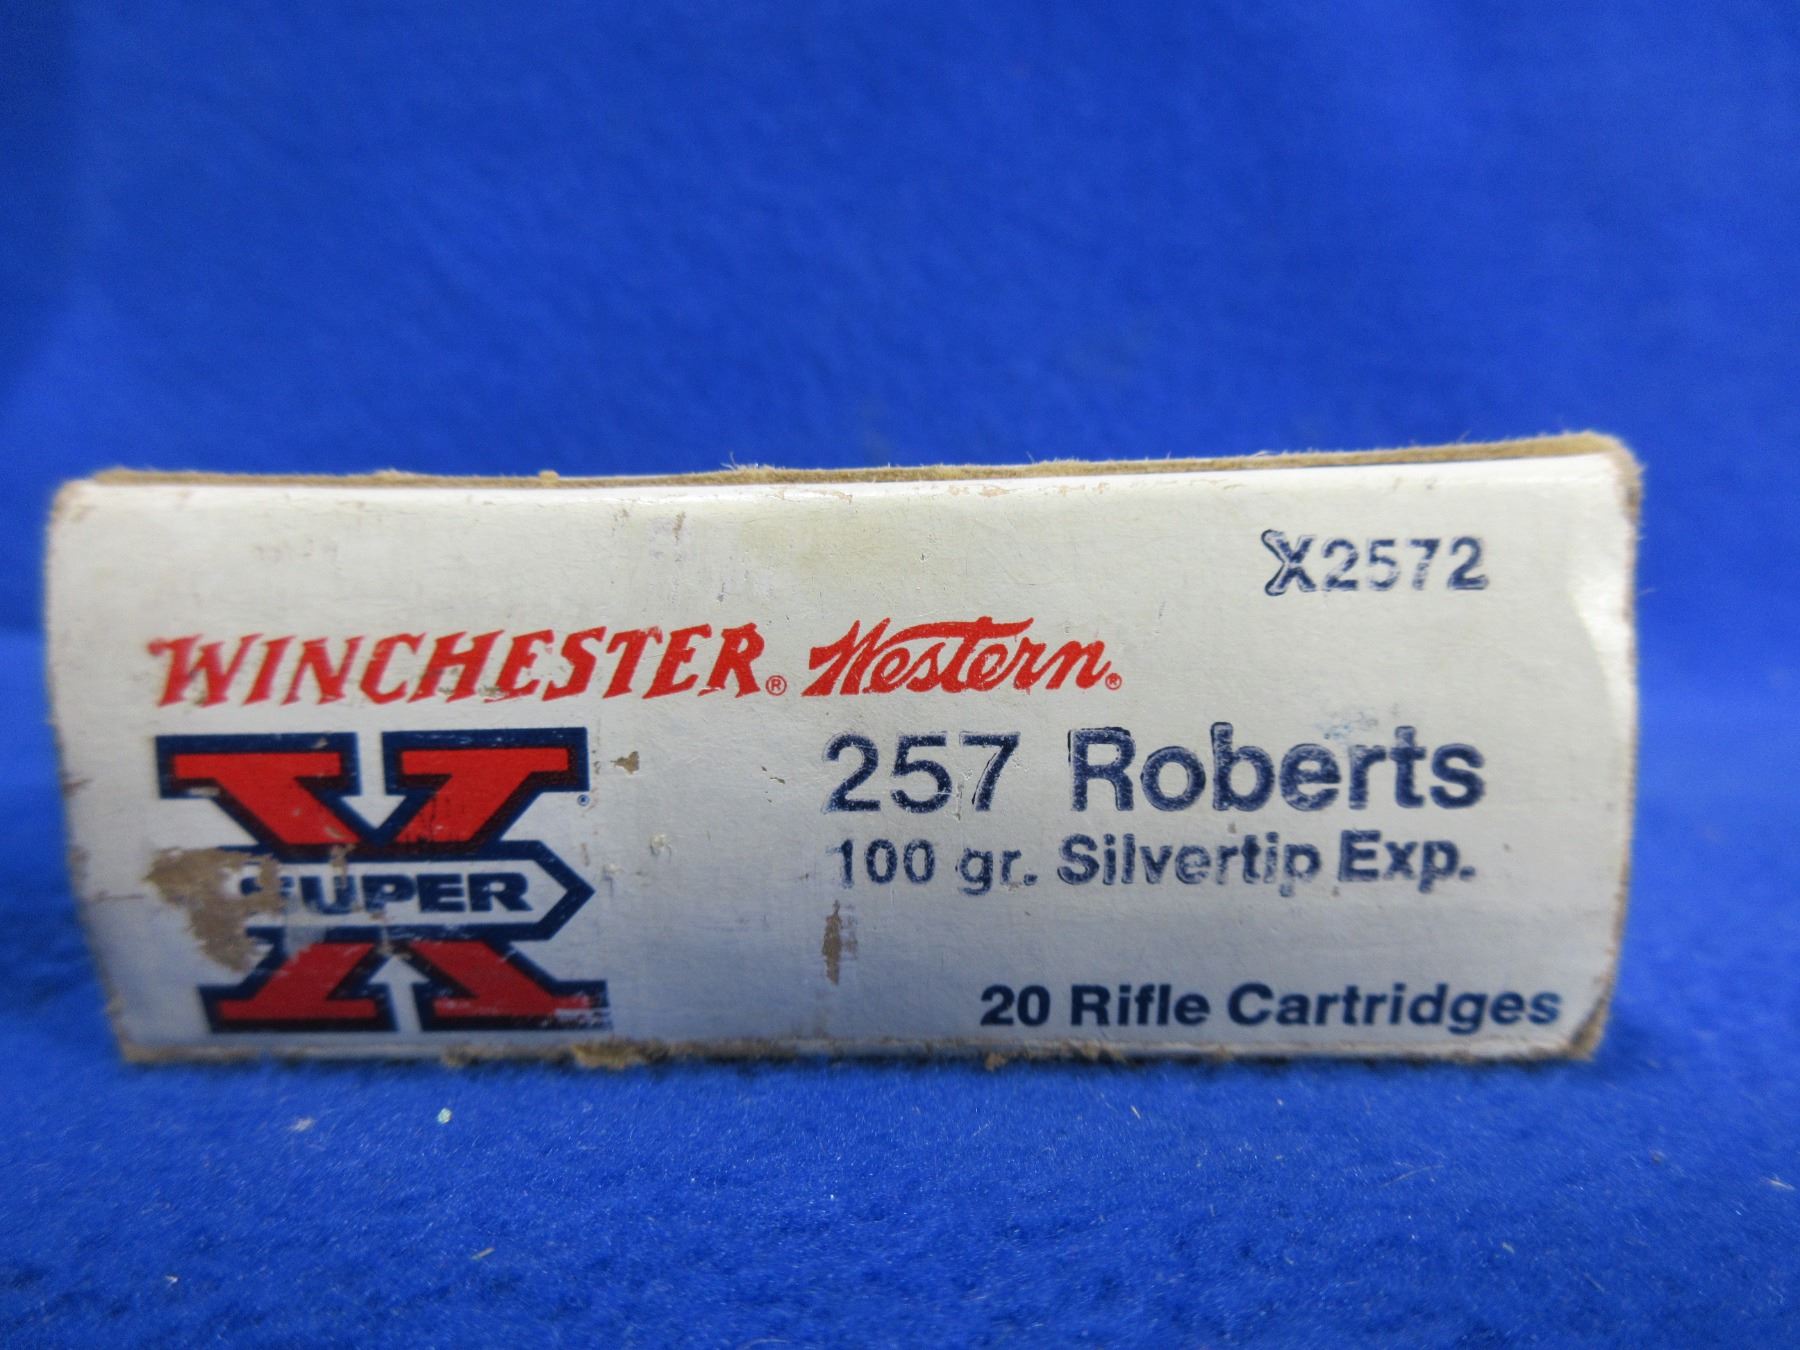 X2572
WINCHESTER® Western®
257 Roberts
100 gr. Silvertip Exp.
SUPER
X
20 Rifle Cartridges